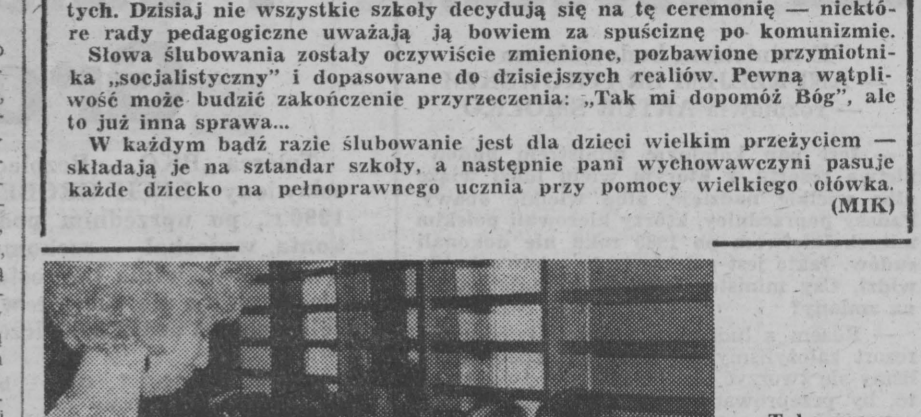 tych. Dzisiaj nie wszystkie szkoły decydują się na tę ceremonię — niektó-
re rady pedagogiczne uważają ją bowiem za spuściznę po komunizmie.
Słowa ślubowania zostały oczywiście zmienione, pozbawione przymiotni-
ka „socjalistyczny” i dopasowane do dzisiejszych realiów. Pewną wątpli-
wość może budzić zakończenie przyrzeczenia: „Tak mi dopomóż Bóg”, ale
to już inna sprawa...
W każdym bądź razie ślubowanie jest dla dzieci wielkim przeżyciem —
składają je na sztandar szkoły, a następnie pani wychowawczyni pasuje
każde dziecko na pełnoprawnego ucznia przy pomocy wielkiego ołówka.
(MIK)